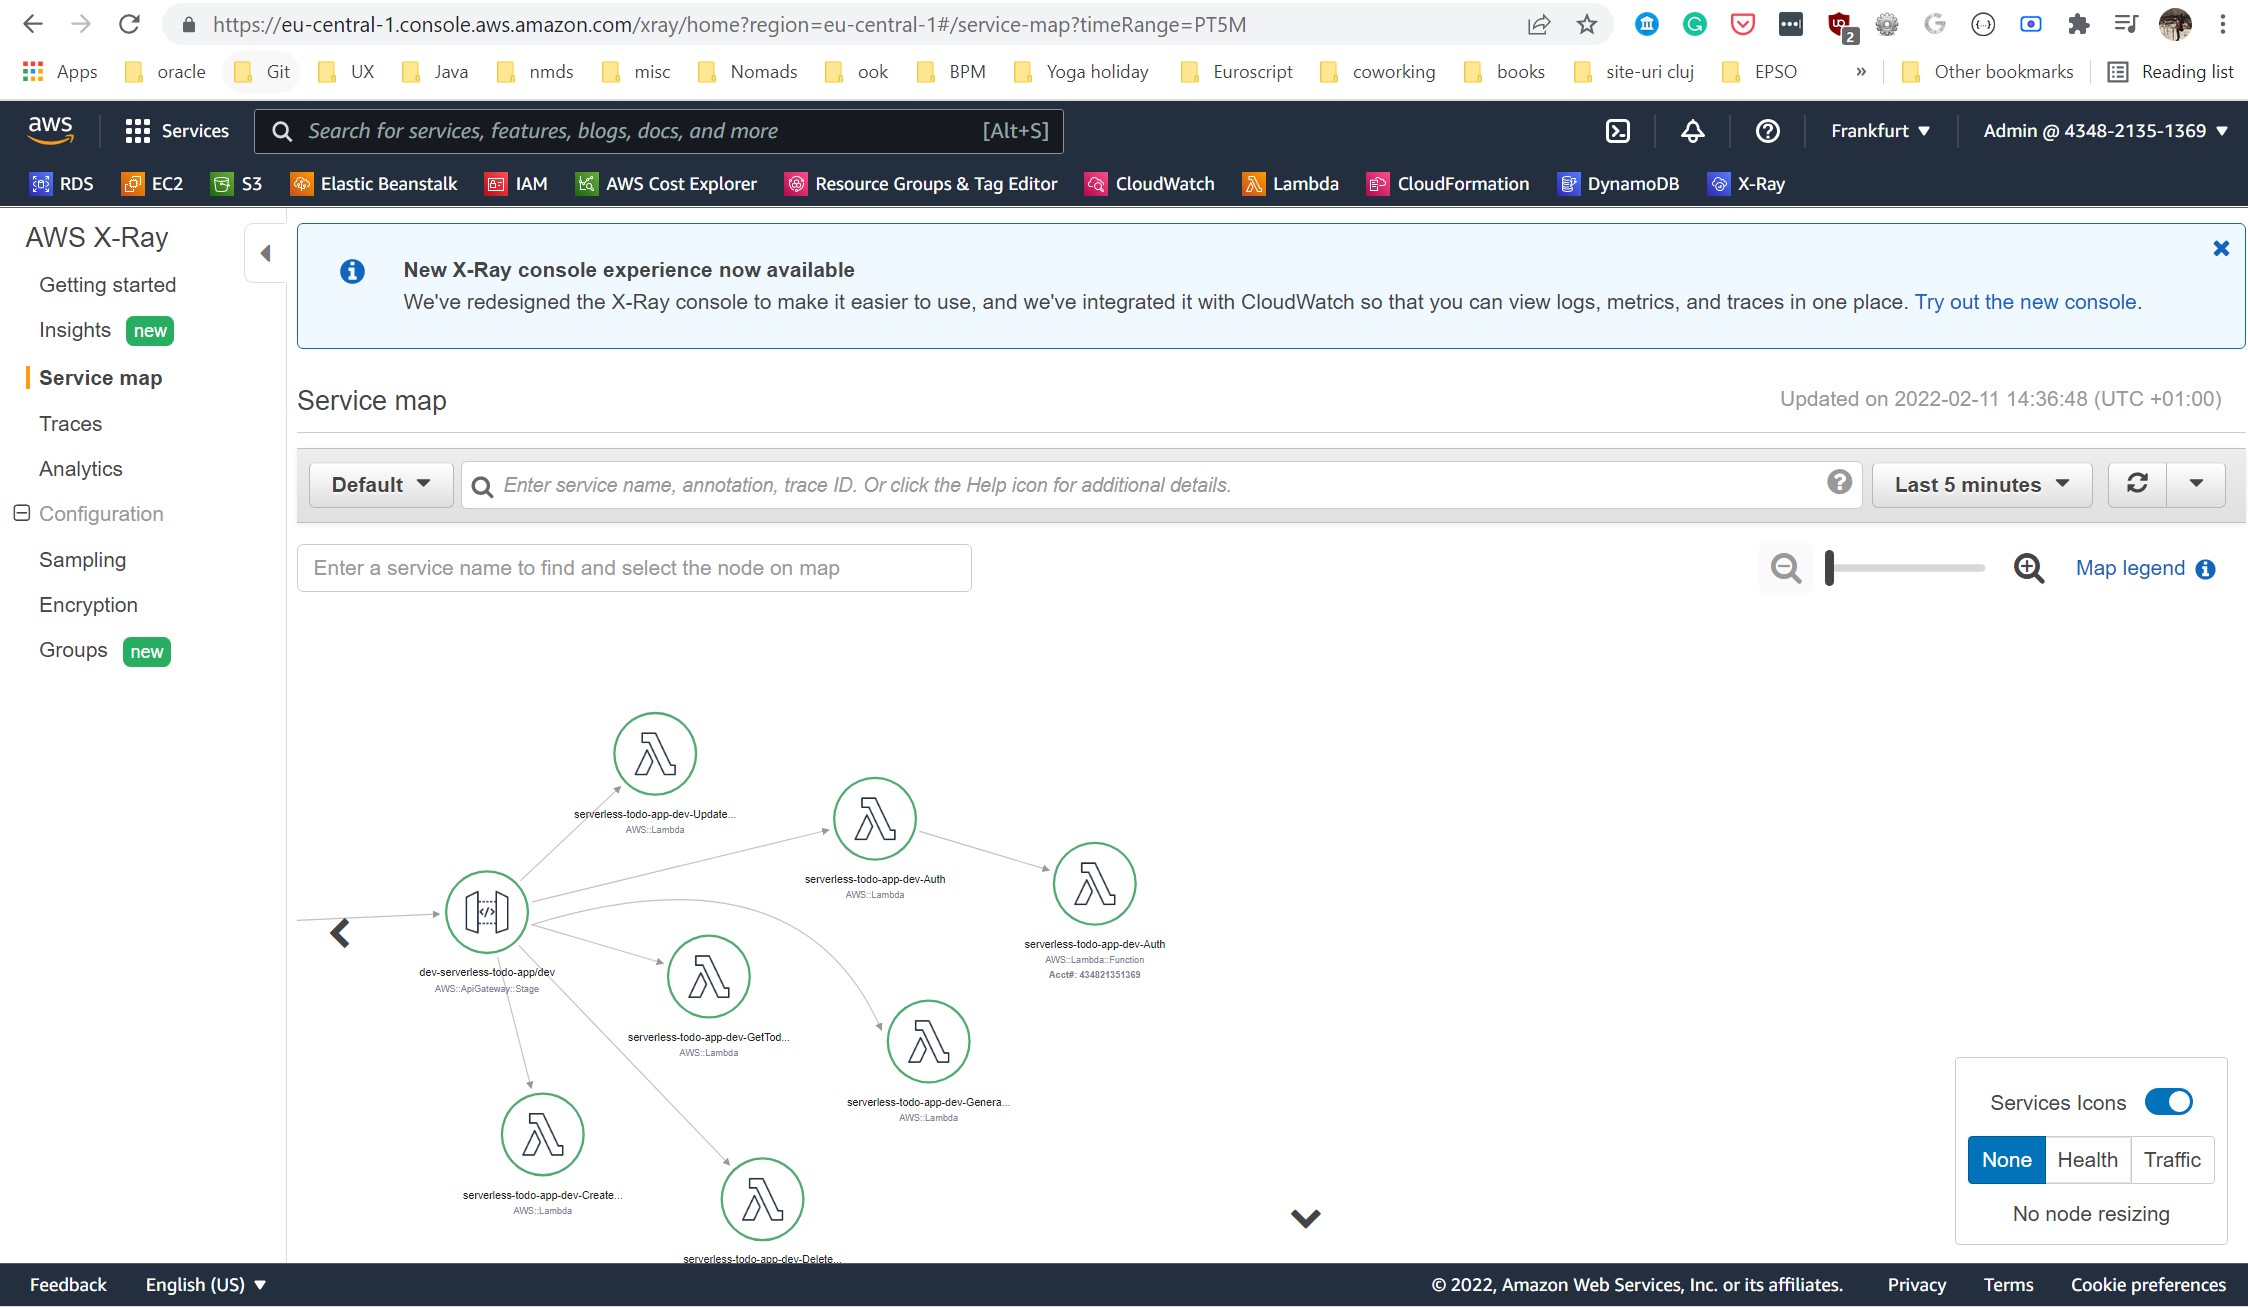 https://eu-central-1.console.aws.amazon.com/xray/home?region=eu-central-1#/service-map?timeRange=PT5M
2
Apps oracle Git UX Java nmds misc Nomads ook BPM Yoga holiday Euroscript coworking books site-uri cluj EPSO » Other bookmarks Reading list
aws Services Search for services, features, blogs, docs, and more [Alt+S] Frankfurt Admin @ 4348-2135-1369
RDS EC2 S3 Elastic Beanstalk IAM AWS Cost Explorer Resource Groups & Tag Editor CloudWatch Lambda CloudFormation DynamoDB X-Ray
AWS X-Ray
Getting started
Insights new
Service map
Traces
Analytics
Configuration
Sampling
Encryption
Groups new
New X-Ray console experience now available
We've redesigned the X-Ray console to make it easier to use, and we've integrated it with CloudWatch so that you can view logs, metrics, and traces in one place. Try out the new console.
Service map Updated on 2022-02-11 14:36:48 (UTC +01:00)
Default Enter service name, annotation, trace ID. Or click the Help icon for additional details. Last 5 minutes
Enter a service name to find and select the node on map Map legend
serverless-todo-app-dev-Update...
AWS::Lambda
serverless-todo-app-dev-Auth
AWS::Lambda
serverless-todo-app-dev-Auth
AWS::Lambda::Function
Acct#: 434821351369
dev-serverless-todo-app/dev
AWS::ApiGateway::Stage
serverless-todo-app-dev-GetTod...
AWS::Lambda
serverless-todo-app-dev-Genera...
AWS::Lambda
serverless-todo-app-dev-Create...
AWS::Lambda
serverless-todo-app-dev-Delete...
Services Icons
None Health Traffic
No node resizing
Feedback English (US) © 2022, Amazon Web Services, Inc. or its affiliates. Privacy Terms Cookie preferences